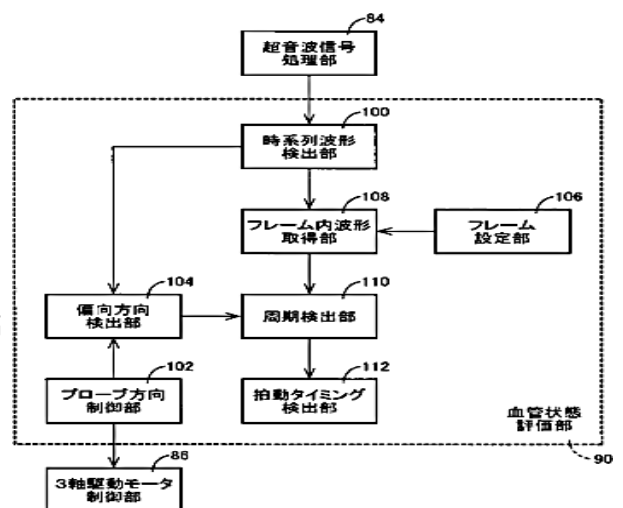 84
超音波信号
処理部
100
時系列波形
検出部
108
フレーム内波形
取得部
106
フレーム
設定部
104
偏向方向
検出部
110
周期検出部
102
プローブ方向
制御部
112
拍動タイミング
検出部
血管状態
評価部
90
86
3軸駆動モータ
制御部